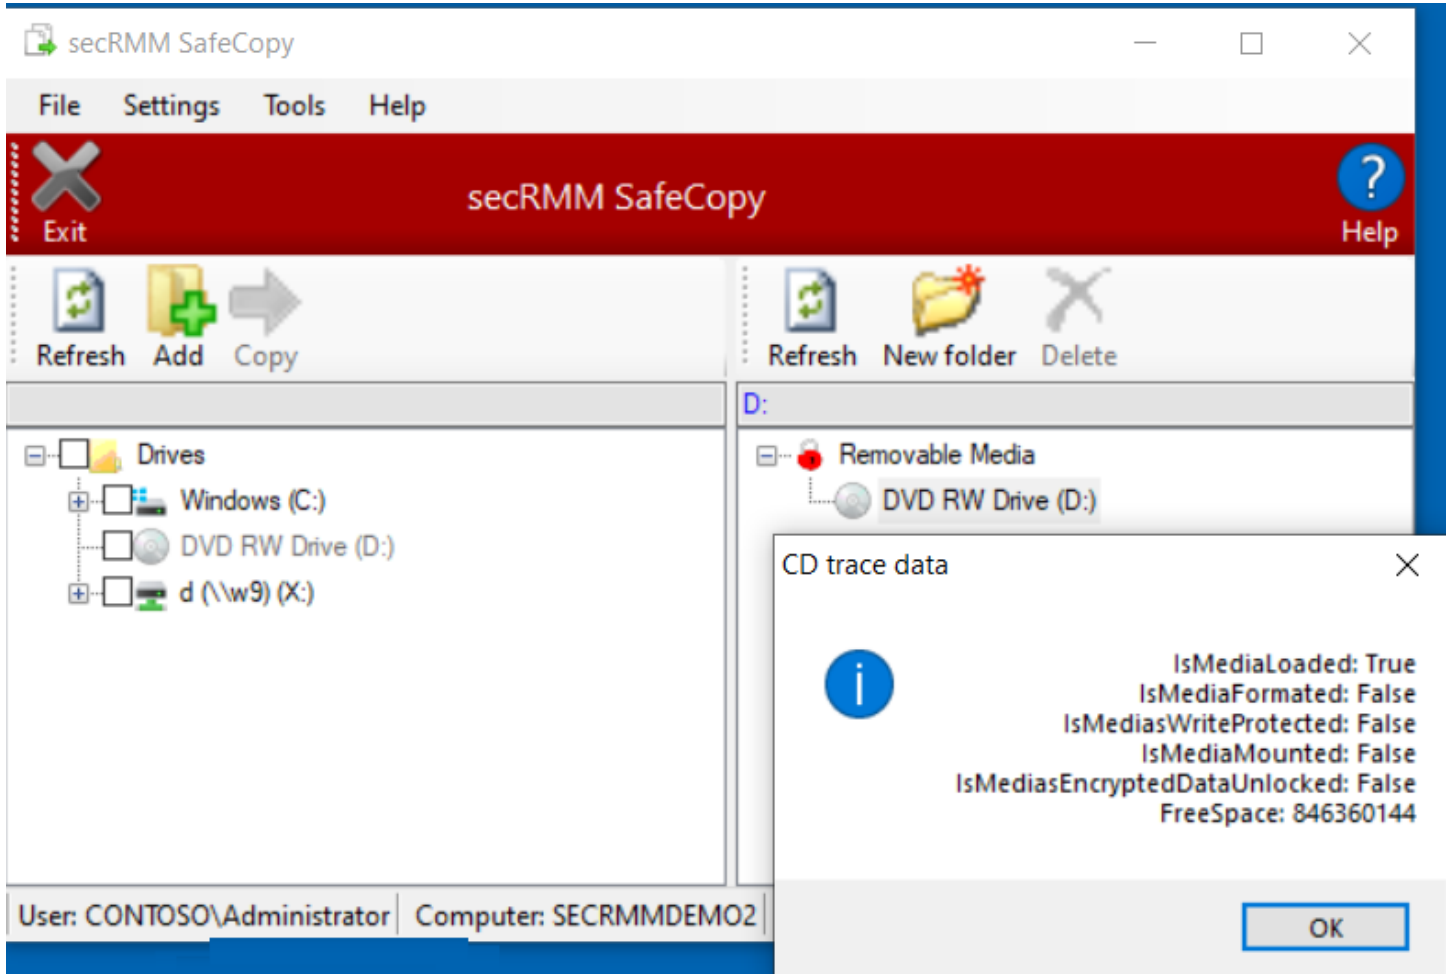 secRMM SafeCopy
File Settings Tools Help
Exit
secRMM SafeCopy
?
Help
Refresh Add Copy
Refresh New folder Delete
D:
Drives
Windows (C:)
DVD RW Drive (D:)
d (\\w9) (X:)
Removable Media
DVD RW Drive (D:)
CD trace data
i
IsMediaLoaded: True
IsMediaFormated: False
IsMediasWriteProtected: False
IsMediaMounted: False
IsMediasEncryptedDataUnlocked: False
FreeSpace: 846360144
OK
User: CONTOSO\Administrator Computer: SECRMMDEMO2